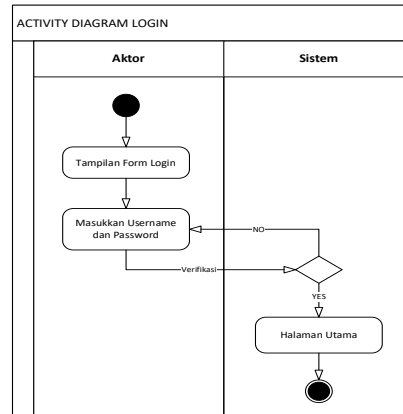 ACTIVITY DIAGRAM LOGIN
Aktor
Sistem
Tampilan Form Login
Masukkan Username
dan Password
NO
Verifikasi
YES
Halaman Utama